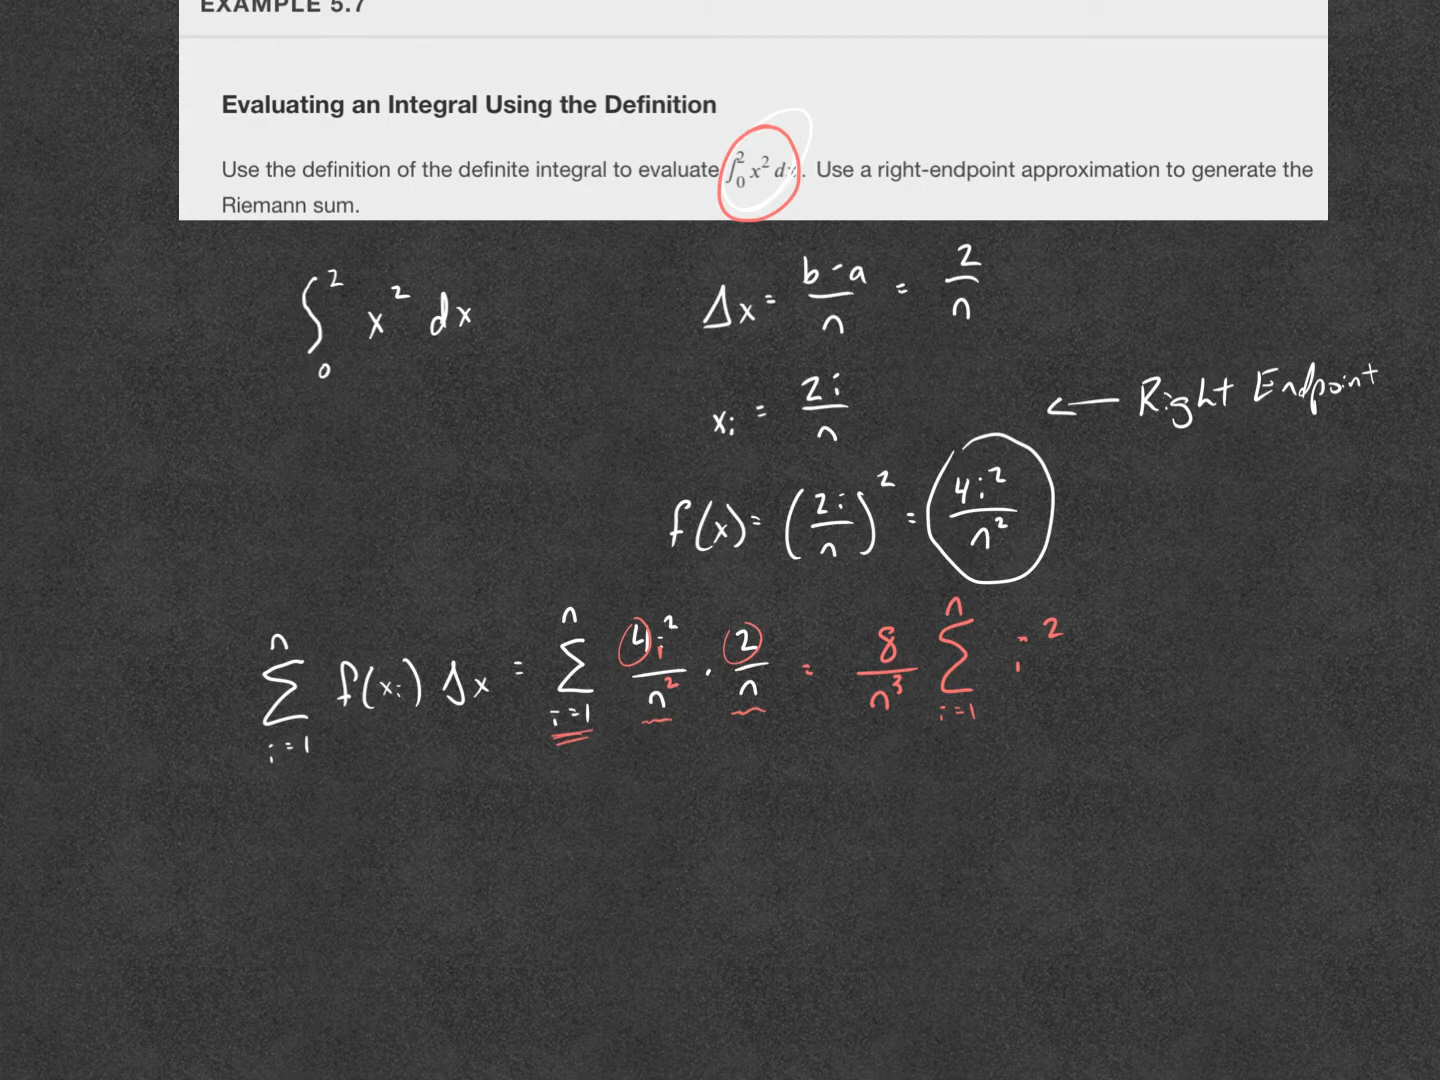 EXAMPLE 5.7
Evaluating an Integral Using the Definition
Use the definition of the definite integral to evaluate ∫₀² x² dx. Use a right-endpoint approximation to generate the
Riemann sum.
∫₀² x² dx
Δx = (b - a)/n = 2/n
xᵢ = 2i/n
← Right Endpoint
f(x) = (2i/n)² = 4i²/n²
∑ᵢ₌₁ⁿ f(xᵢ) Δx = ∑ᵢ₌₁ⁿ 4i²/n² · 2/n = 8/n³ ∑ᵢ₌₁ⁿ i²